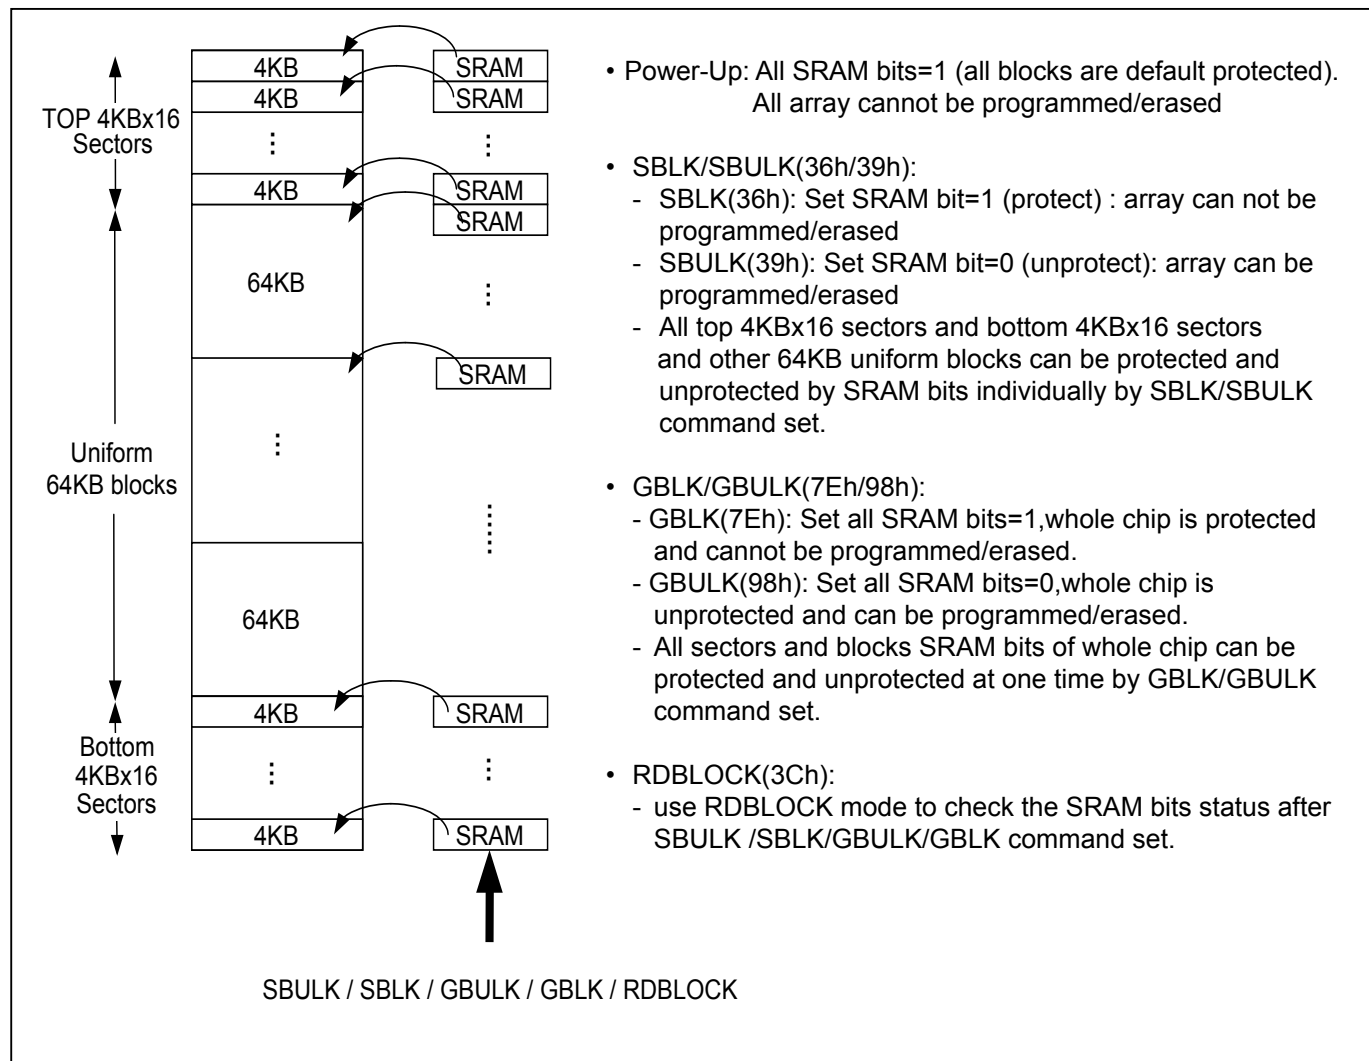 TOP 4KBx16
Sectors
Uniform
64KB blocks
Bottom
4KBx16
Sectors
4KB
4KB
⋮
4KB
64KB
⋮
64KB
4KB
⋮
4KB
SRAM
SRAM
⋮
SRAM
SRAM
⋮
SRAM
⋮
SRAM
⋮
SRAM
SBULK / SBLK / GBULK / GBLK / RDBLOCK
• Power-Up: All SRAM bits=1 (all blocks are default protected).
All array cannot be programmed/erased
• SBLK/SBULK(36h/39h):
- SBLK(36h): Set SRAM bit=1 (protect) : array can not be
programmed/erased
- SBULK(39h): Set SRAM bit=0 (unprotect): array can be
programmed/erased
- All top 4KBx16 sectors and bottom 4KBx16 sectors
and other 64KB uniform blocks can be protected and
unprotected by SRAM bits individually by SBLK/SBULK
command set.
• GBLK/GBULK(7Eh/98h):
- GBLK(7Eh): Set all SRAM bits=1,whole chip is protected
and cannot be programmed/erased.
- GBULK(98h): Set all SRAM bits=0,whole chip is
unprotected and can be programmed/erased.
- All sectors and blocks SRAM bits of whole chip can be
protected and unprotected at one time by GBLK/GBULK
command set.
• RDBLOCK(3Ch):
- use RDBLOCK mode to check the SRAM bits status after
SBULK /SBLK/GBULK/GBLK command set.